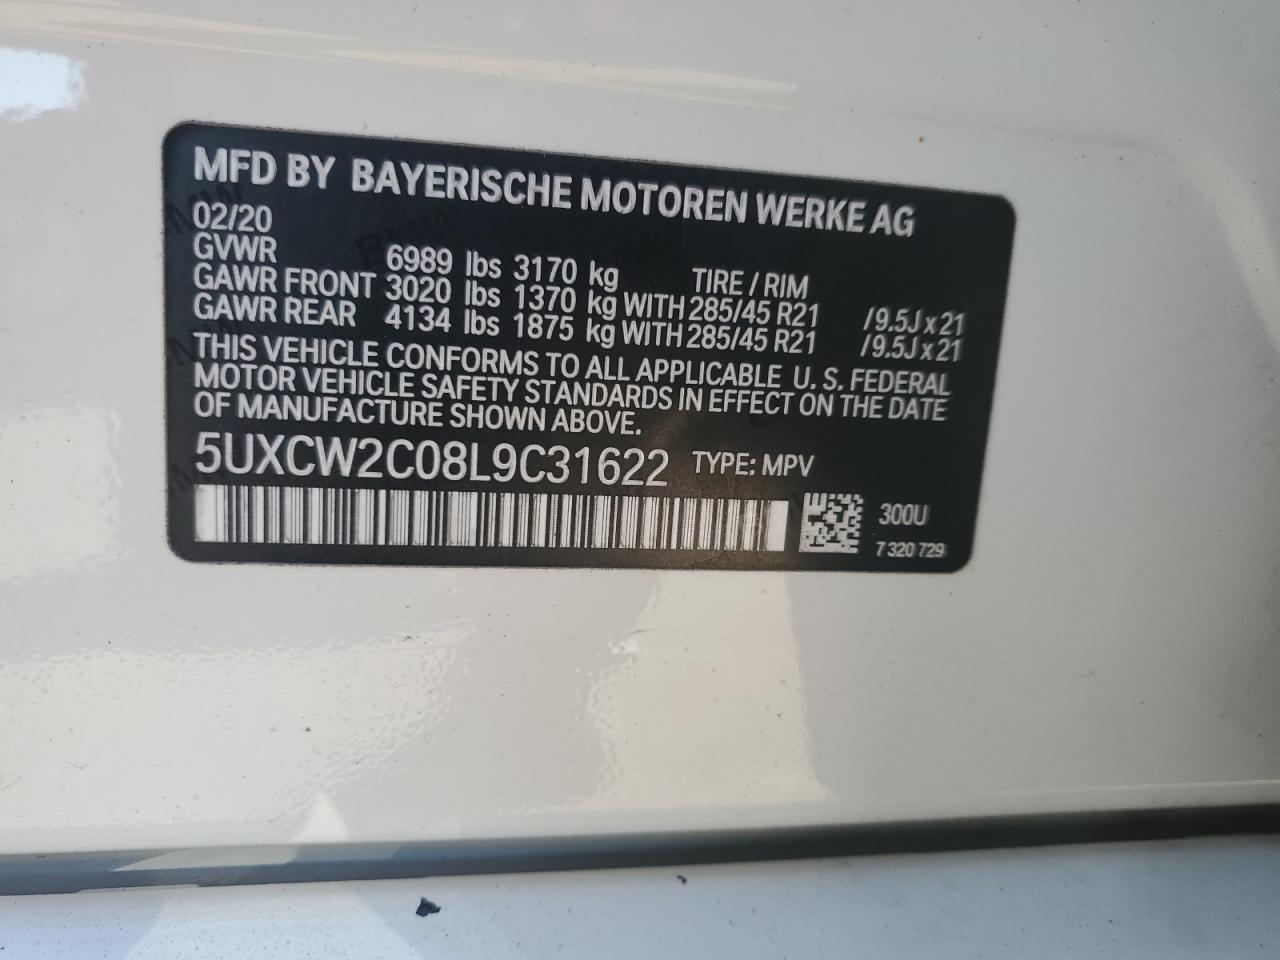 MFD BY BAYERISCHE MOTOREN WERKE AG
02/20
GVWR 6989 lbs 3170 kg TIRE / RIM
GAWR FRONT 3020 lbs 1370 kg WITH 285/45 R21 /9.5J x 21
GAWR REAR 4134 lbs 1875 kg WITH 285/45 R21 /9.5J x 21
THIS VEHICLE CONFORMS TO ALL APPLICABLE U. S. FEDERAL
MOTOR VEHICLE SAFETY STANDARDS IN EFFECT ON THE DATE
OF MANUFACTURE SHOWN ABOVE.
5UXCW2C08L9C31622 TYPE: MPV
300U
7 320 729